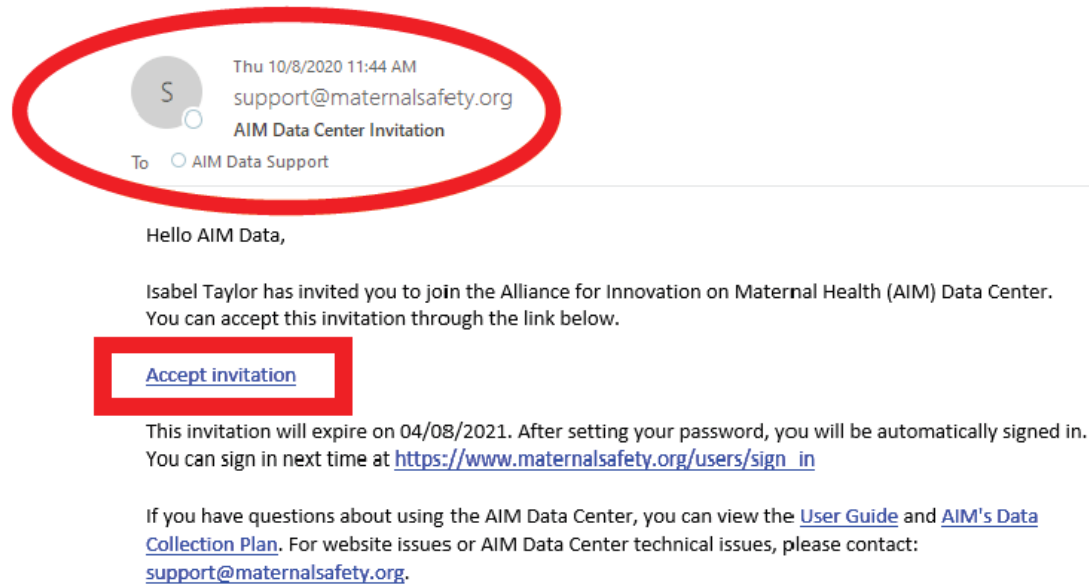 Thu 10/8/2020 11:44 AM
S
support@maternalsafety.org
AIM Data Center Invitation
To AIM Data Support
Hello AIM Data,
Isabel Taylor has invited you to join the Alliance for Innovation on Maternal Health (AIM) Data Center.
You can accept this invitation through the link below.
Accept invitation
This invitation will expire on 04/08/2021. After setting your password, you will be automatically signed in.
You can sign in next time at https://www.maternalsafety.org/users/sign_in
If you have questions about using the AIM Data Center, you can view the User Guide and AIM's Data
Collection Plan. For website issues or AIM Data Center technical issues, please contact:
support@maternalsafety.org.